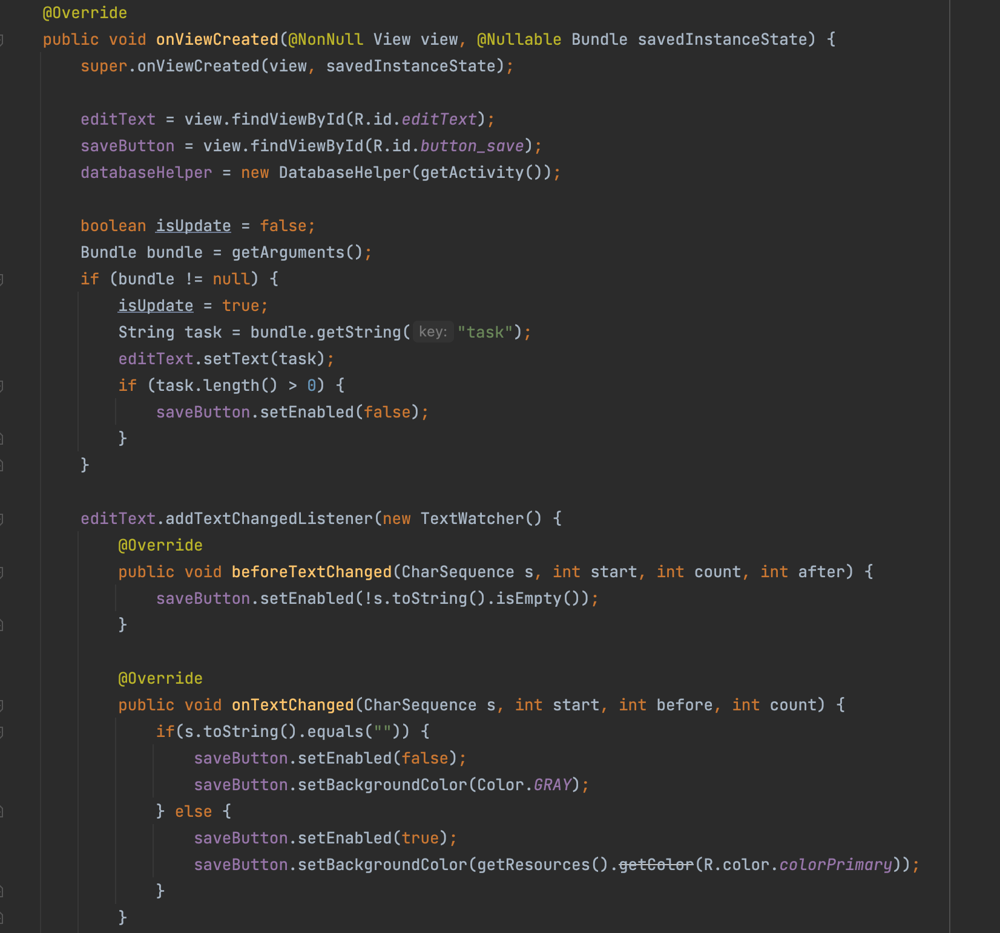 @Override
public void onViewCreated(@NonNull View view, @Nullable Bundle savedInstanceState) {
super.onViewCreated(view, savedInstanceState);
editText = view.findViewById(R.id.editText);
saveButton = view.findViewById(R.id.button_save);
databaseHelper = new DatabaseHelper(getActivity());
boolean isUpdate = false;
Bundle bundle = getArguments();
if (bundle != null) {
isUpdate = true;
String task = bundle.getString( key: "task");
editText.setText(task);
if (task.length() > 0) {
saveButton.setEnabled(false);
}
}
editText.addTextChangedListener(new TextWatcher() {
@Override
public void beforeTextChanged(CharSequence s, int start, int count, int after) {
saveButton.setEnabled(!s.toString().isEmpty());
}
@Override
public void onTextChanged(CharSequence s, int start, int before, int count) {
if(s.toString().equals("")) {
saveButton.setEnabled(false);
saveButton.setBackgroundColor(Color.GRAY);
} else {
saveButton.setEnabled(true);
saveButton.setBackgroundColor(getResources().getColor(R.color.colorPrimary));
}
}